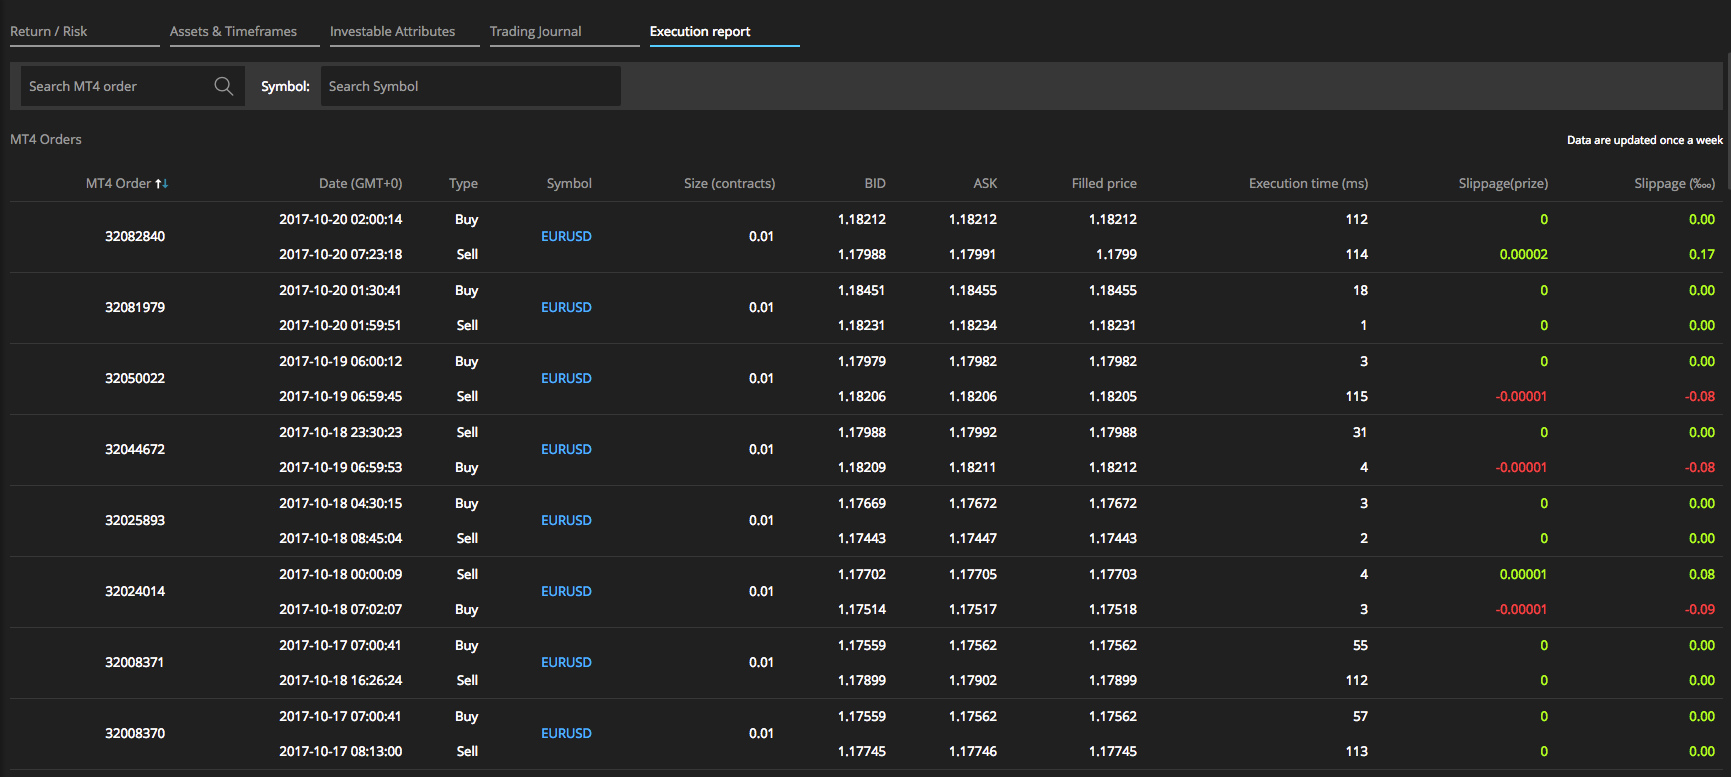 Return / Risk Assets & Timeframes Investable Attributes Trading Journal Execution report
Search MT4 order Symbol: Search Symbol
MT4 Orders Data are updated once a week
MT4 Order Date (GMT+0) Type Symbol Size (contracts) BID ASK Filled price Execution time (ms) Slippage(prize) Slippage (‱)
2017-10-20 02:00:14 Buy 1.18212 1.18212 1.18212 112 0 0.00
32082840 EURUSD 0.01
2017-10-20 07:23:18 Sell 1.17988 1.17991 1.1799 114 0.00002 0.17
2017-10-20 01:30:41 Buy 1.18451 1.18455 1.18455 18 0 0.00
32081979 EURUSD 0.01
2017-10-20 01:59:51 Sell 1.18231 1.18234 1.18231 1 0 0.00
2017-10-19 06:00:12 Buy 1.17979 1.17982 1.17982 3 0 0.00
32050022 EURUSD 0.01
2017-10-19 06:59:45 Sell 1.18206 1.18206 1.18205 115 -0.00001 -0.08
2017-10-18 23:30:23 Sell 1.17988 1.17992 1.17988 31 0 0.00
32044672 EURUSD 0.01
2017-10-19 06:59:53 Buy 1.18209 1.18211 1.18212 4 -0.00001 -0.08
2017-10-18 04:30:15 Buy 1.17669 1.17672 1.17672 3 0 0.00
32025893 EURUSD 0.01
2017-10-18 08:45:04 Sell 1.17443 1.17447 1.17443 2 0 0.00
2017-10-18 00:00:09 Sell 1.17702 1.17705 1.17703 4 0.00001 0.08
32024014 EURUSD 0.01
2017-10-18 07:02:07 Buy 1.17514 1.17517 1.17518 3 -0.00001 -0.09
2017-10-17 07:00:41 Buy 1.17559 1.17562 1.17562 55 0 0.00
32008371 EURUSD 0.01
2017-10-18 16:26:24 Sell 1.17899 1.17902 1.17899 112 0 0.00
2017-10-17 07:00:41 Buy 1.17559 1.17562 1.17562 57 0 0.00
32008370 EURUSD 0.01
2017-10-17 08:13:00 Sell 1.17745 1.17746 1.17745 113 0 0.00